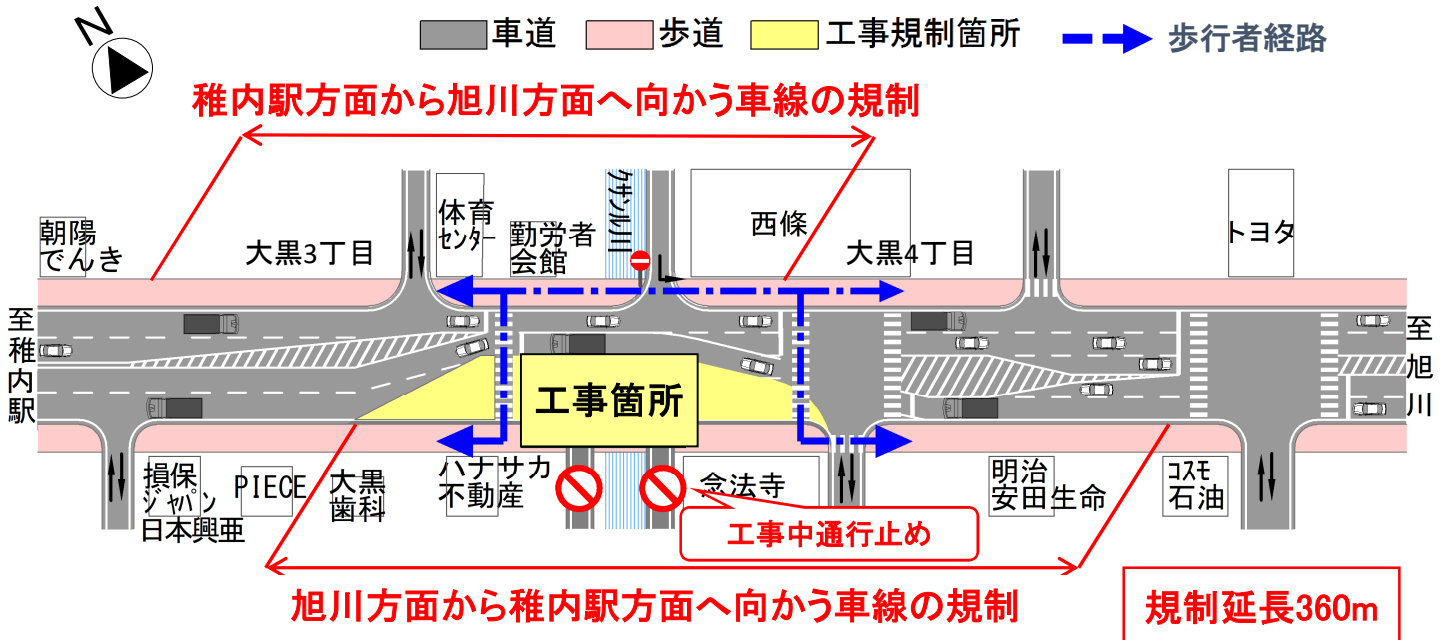 N
車道
歩道
工事規制箇所
歩行者経路
稚内駅方面から旭川方面へ向かう車線の規制
朝陽
でんき
大黒3丁目
体育
センター
勤労者
会館
クサンル川
西條
大黒4丁目
トヨタ
至稚内駅
至旭川
工事箇所
損保
ジャパン
日本興亜
PIECE
大黒
歯科
ハナサカ
不動産
念法寺
明治
安田生命
コスモ
石油
工事中通行止め
旭川方面から稚内駅方面へ向かう車線の規制
規制延長360m